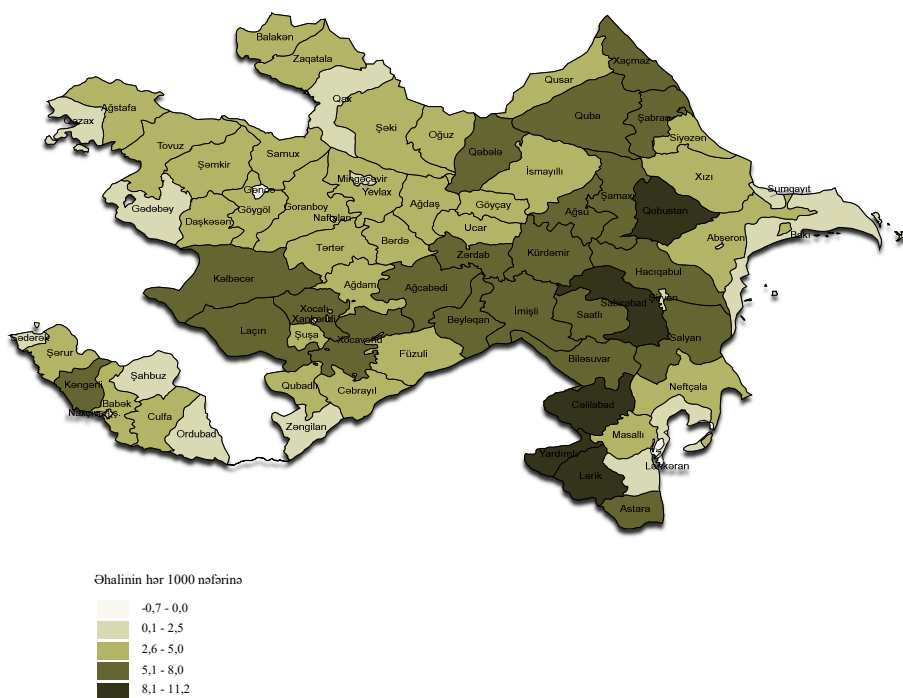 Balakən
Zaqatala
Xaçmaz
Qusar
Qax
Ağstafa
Quba
Şabran
Qazax
Şəki
Oğuz
Siyəzən
Tovuz
Samux
Qəbələ
Şəmkir
İsmayıllı
Xızı
Mingəçevir
Gəncə
Yevlax
Sumqayıt
Şamaxı
Gədəbəy
Göygöl
Goranboy
Ağdaş
Göyçay
Ağsu
Qobustan
Daşkəsən
Naftalan
Ucar
Abşeron
Bakı
Tərtər
Bərdə
Zərdab
Kürdəmir
Kəlbəcər
Ağdam
Ağcabədi
Hacıqabul
Xocalı
Xankəndi
Sabirabad
Şirvan
Laçın
Şuşa
Xocavənd
Beyləqan
İmişli
Saatlı
Salyan
Sədərək
Şərur
Füzuli
Biləsuvar
Kəngərli
Şahbuz
Qubadlı
Cəbrayıl
Neftçala
Babək
Culfa
Zəngilan
Cəlilabad
Ordubad
Masallı
Yardımlı
Lənkəran
Lerik
Astara
Əhalinin hər 1000 nəfərinə
-0,7 - 0,0
0,1 - 2,5
2,6 - 5,0
5,1 - 8,0
8,1 - 11,2